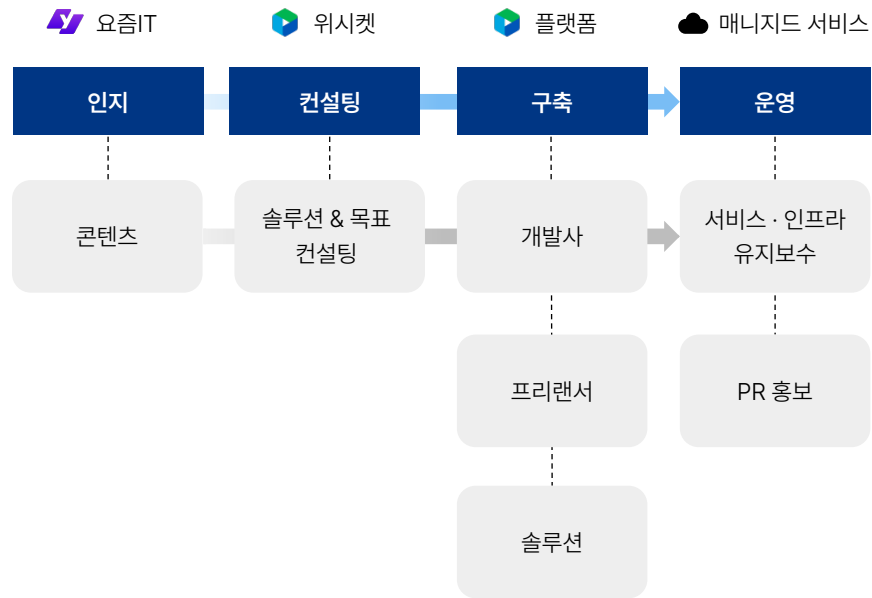 요즘IT
위시켓
플랫폼
매니지드 서비스
인지
컨설팅
구축
운영
콘텐츠
솔루션 & 목표
컨설팅
개발사
서비스 · 인프라
유지보수
프리랜서
PR 홍보
솔루션